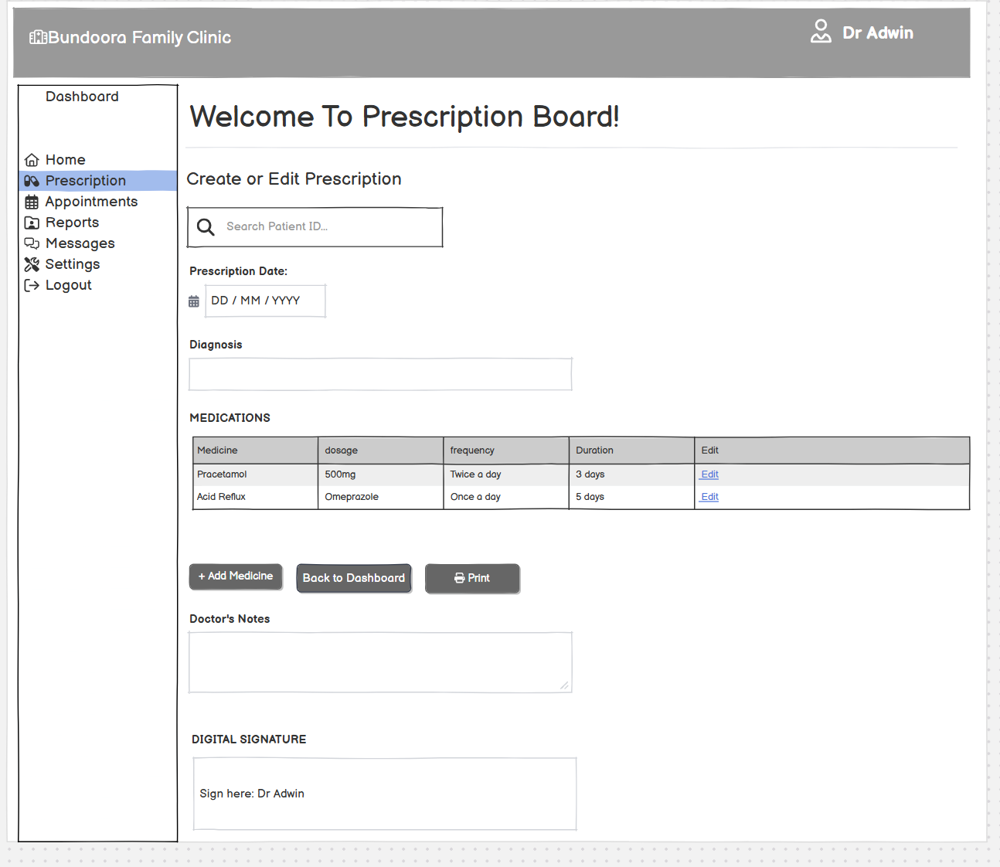 Bundoora Family Clinic
Dr Adwin
Dashboard
Home
Prescription
Appointments
Reports
Messages
Settings
Logout
Welcome To Prescription Board!
Create or Edit Prescription
Search Patient ID...
Prescription Date:
DD / MM / YYYY
Diagnosis
MEDICATIONS
Medicine dosage frequency Duration Edit
Pracetamol 500mg Twice a day 3 days Edit
Acid Reflux Omeprazole Once a day 5 days Edit
+ Add Medicine Back to Dashboard Print
Doctor's Notes
DIGITAL SIGNATURE
Sign here: Dr Adwin